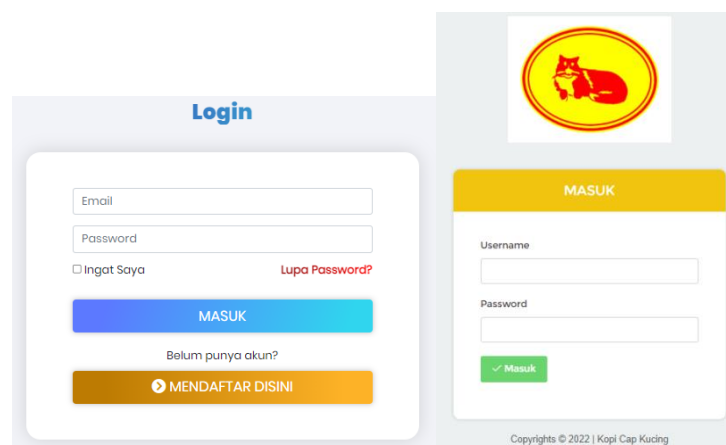 Login
Email
Password
Ingat Saya
Lupa Password?
MASUK
Belum punya akun?
MENDAFTAR DISINI
MASUK
Username
Password
Masuk
Copyrights © 2022 | Kopi Cap Kucing